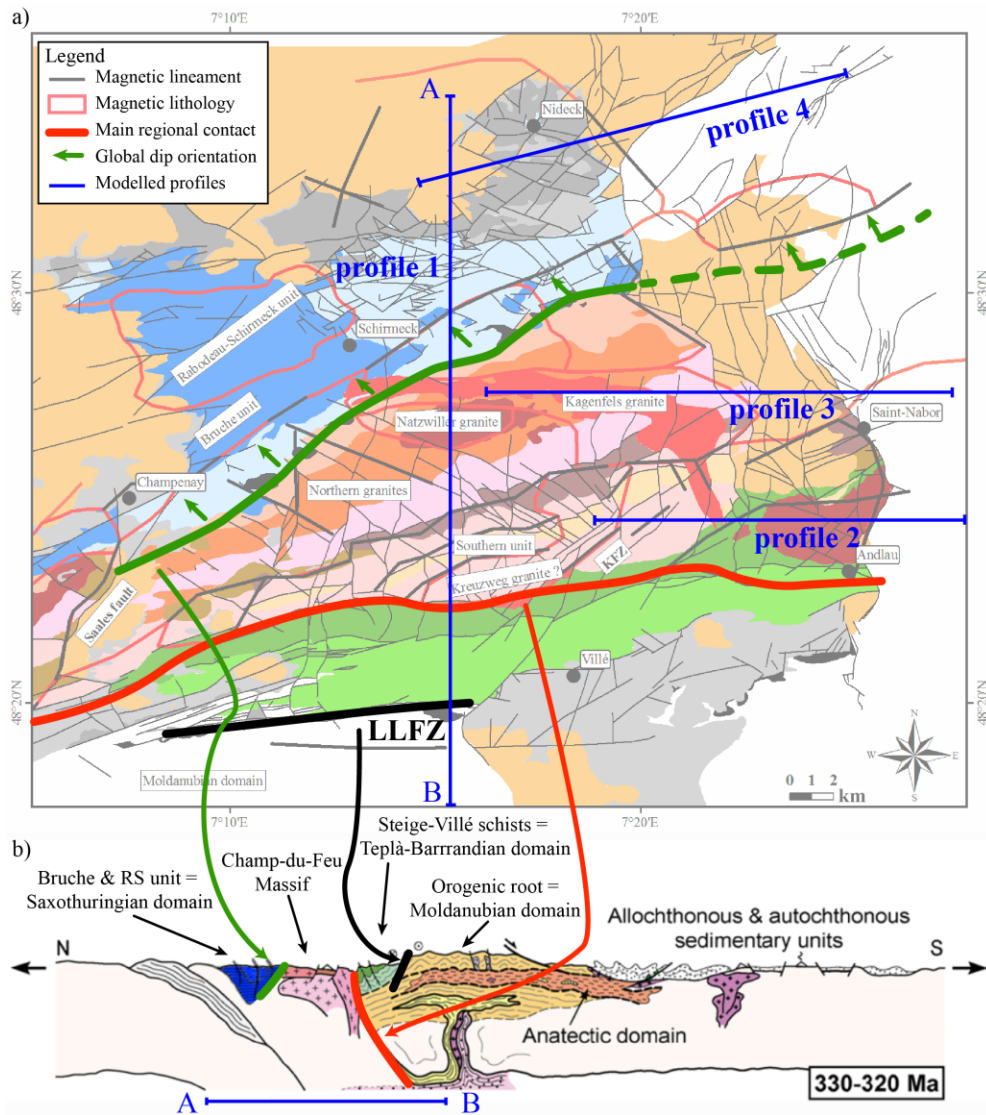 a)
7°10'E
7°20'E
Legend
Magnetic lineament
Magnetic lithology
Main regional contact
Global dip orientation
Modelled profiles
A
Nideck
profile 4
profile 1
48°30'N
48°30'N
Rabodeau-Schirmeck unit
Schirmeck
Bruche unit
Kagenfels granite
profile 3
Natzwiller granite
Saint-Nabor
Champenay
Northern granites
profile 2
Southern unit
Andlau
Kreuzweg granite ?
KFZ
Saales fault
Villé
48°20'N
48°20'N
LLFZ
N
W
E
S
Moldanubian domain
B
0 1 2
km
7°10'E
7°20'E
b)
Steige-Villé schists =
Teplà-Barrrandian domain
Champ-du-Feu
Massif
Bruche & RS unit =
Saxothuringian domain
Orogenic root =
Moldanubian domain
Allochthonous & autochthonous
sedimentary units
N
S
Anatectic domain
330-320 Ma
A
B